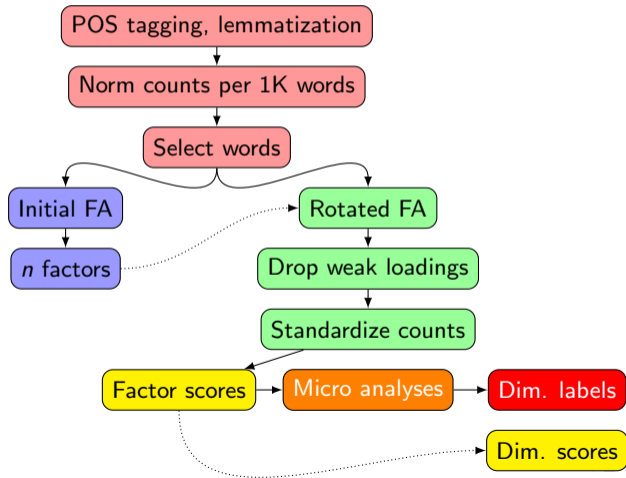 POS tagging, lemmatization
Norm counts per 1K words
Select words
Initial FA
Rotated FA
n factors
Drop weak loadings
Standardize counts
Factor scores
Micro analyses
Dim. labels
Dim. scores